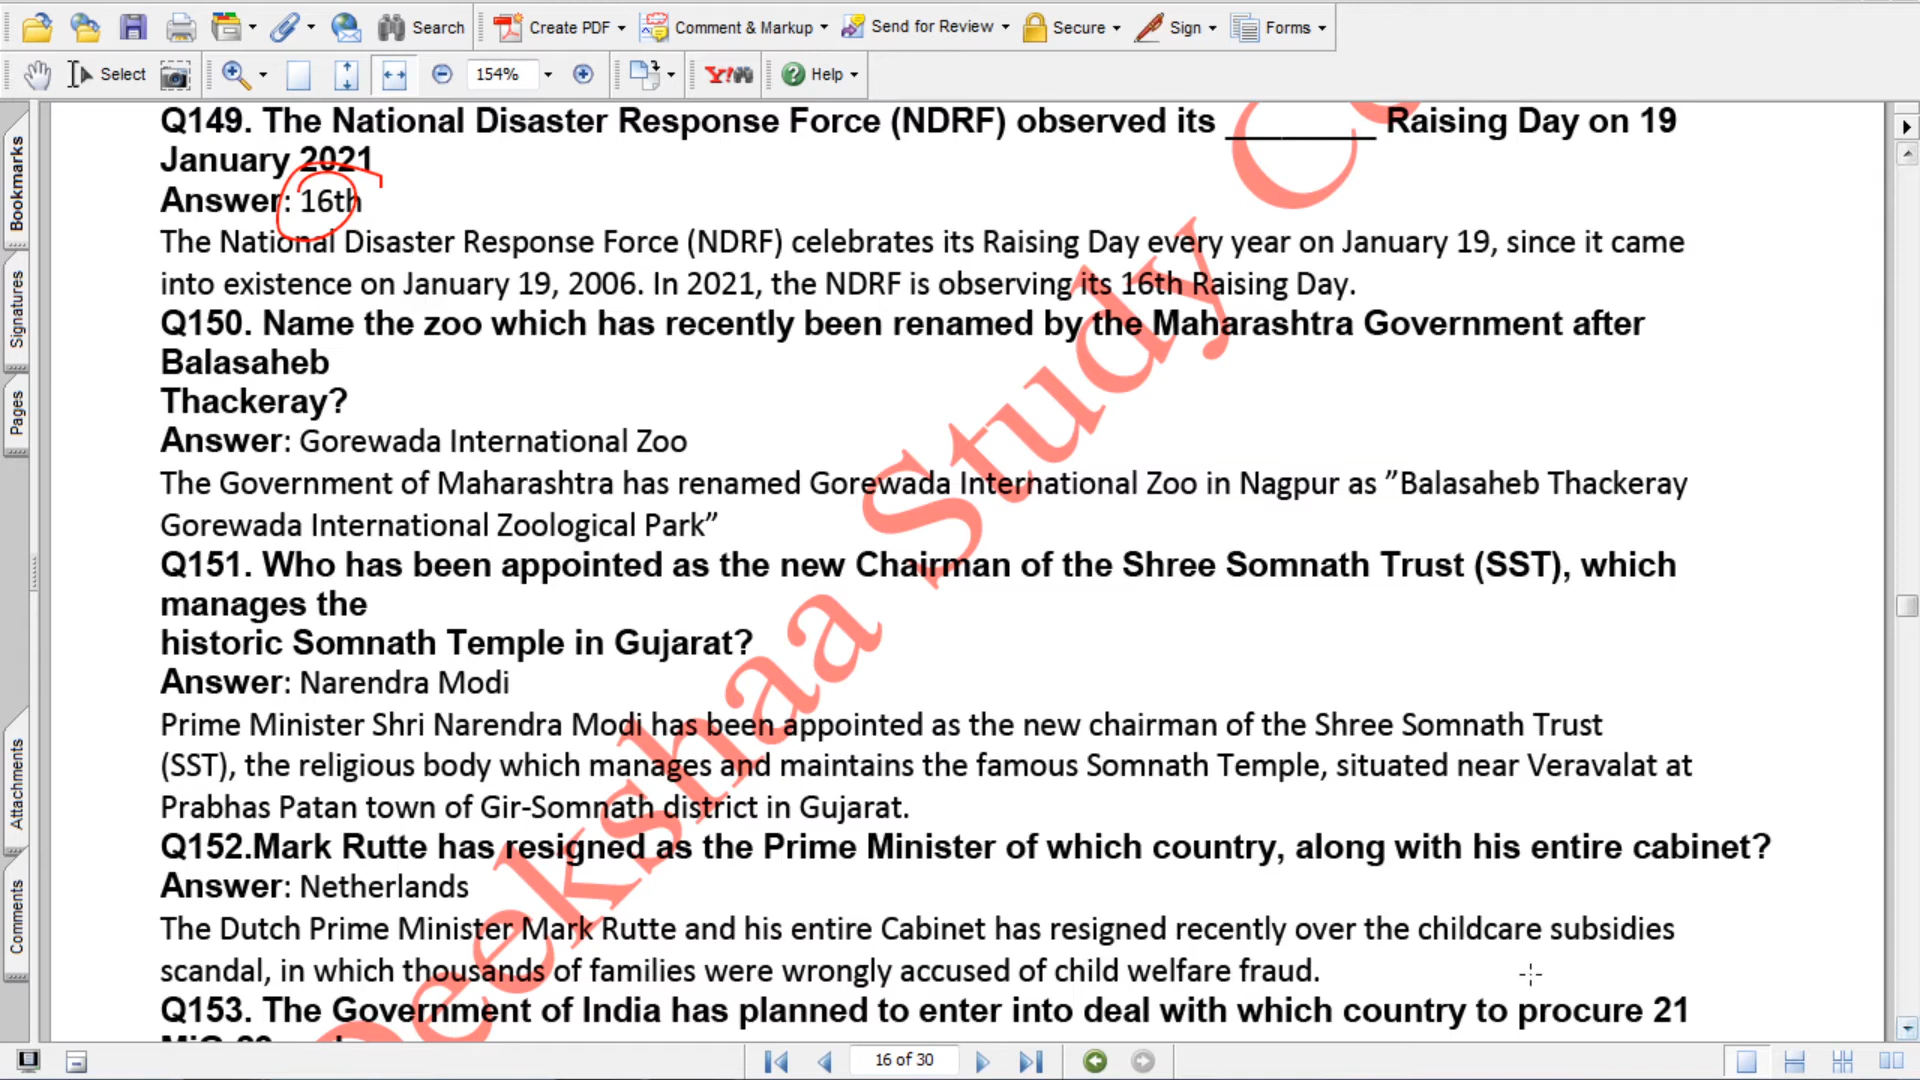 Search Create PDF Comment & Markup Send for Review Secure Sign Forms
Select 154% Y! Help
Bookmarks
Signatures
Pages
Attachments
Comments
Q149. The National Disaster Response Force (NDRF) observed its ________ Raising Day on 19
January 2021
Answer: 16th
The National Disaster Response Force (NDRF) celebrates its Raising Day every year on January 19, since it came
into existence on January 19, 2006. In 2021, the NDRF is observing its 16th Raising Day.
Q150. Name the zoo which has recently been renamed by the Maharashtra Government after
Balasaheb
Thackeray?
Answer: Gorewada International Zoo
The Government of Maharashtra has renamed Gorewada International Zoo in Nagpur as ”Balasaheb Thackeray
Gorewada International Zoological Park”
Q151. Who has been appointed as the new Chairman of the Shree Somnath Trust (SST), which
manages the
historic Somnath Temple in Gujarat?
Answer: Narendra Modi
Prime Minister Shri Narendra Modi has been appointed as the new chairman of the Shree Somnath Trust
(SST), the religious body which manages and maintains the famous Somnath Temple, situated near Veravalat at
Prabhas Patan town of Gir-Somnath district in Gujarat.
Q152.Mark Rutte has resigned as the Prime Minister of which country, along with his entire cabinet?
Answer: Netherlands
The Dutch Prime Minister Mark Rutte and his entire Cabinet has resigned recently over the childcare subsidies
scandal, in which thousands of families were wrongly accused of child welfare fraud.
Q153. The Government of India has planned to enter into deal with which country to procure 21
Deekshaa Study
16 of 30